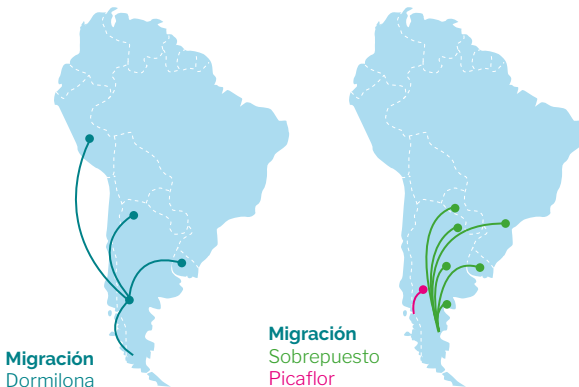 Migración
Dormilona
Migración
Sobrepuesto
Picaflor